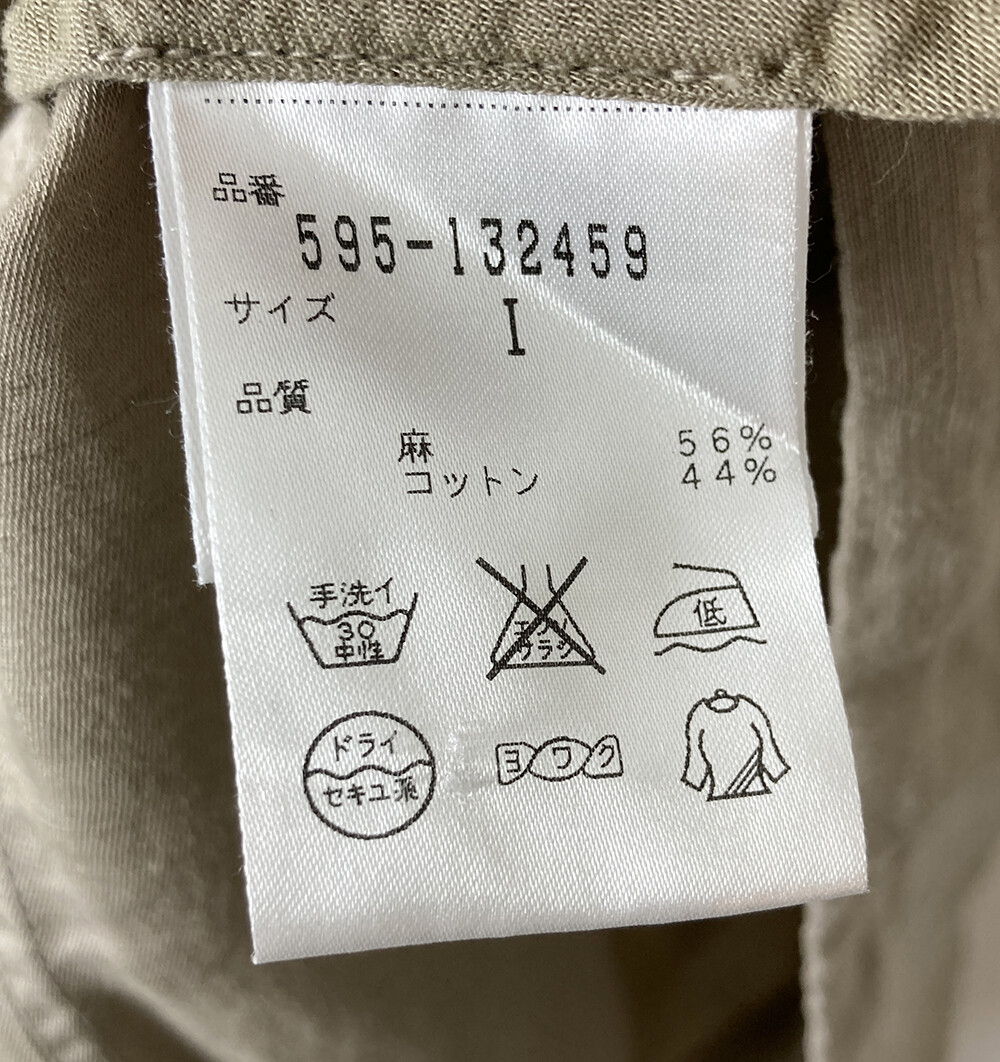 品番
595-132459
サイズ I
品質
麻 56%
コットン 44%
手洗イ
30
中性
エンソ
サラシ
低
ドライ
セキユ系
ヨワク